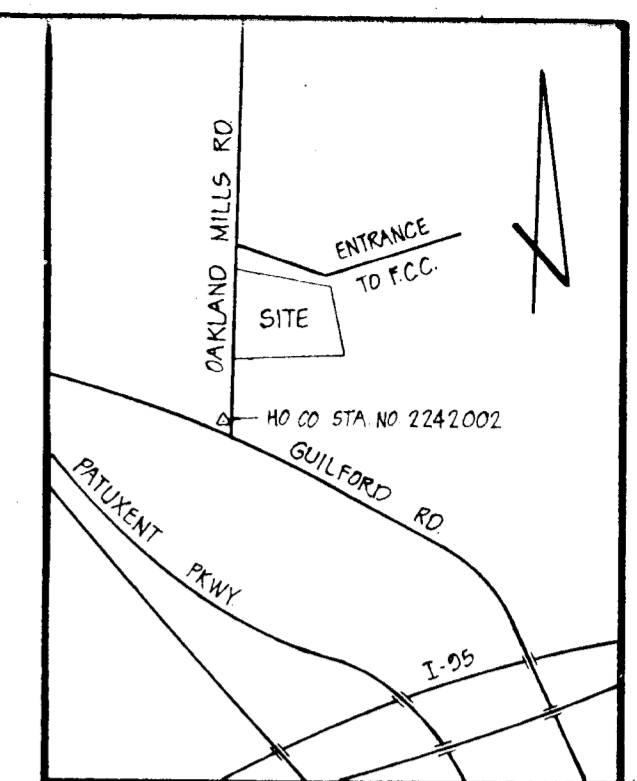 OAKLAND MILLS RD.
ENTRANCE
TO F.C.C.
SITE
HO CO STA. NO. 2242002
GUILFORD RD.
PATUXENT PKWY.
I-95